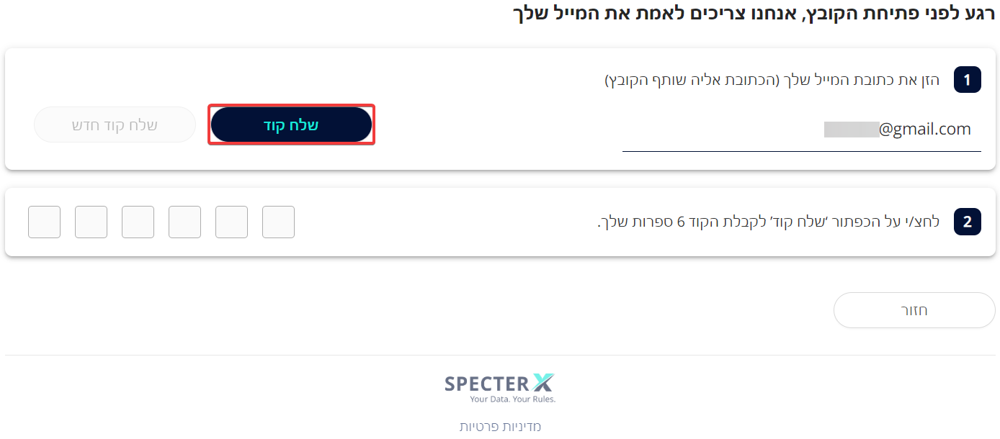 רגע לפני פתיחת הקובץ, אנחנו צריכים לאמת את המייל שלך
1
הזן את כתובת המייל שלך (הכתובת אליה שותף הקובץ)
@gmail.com
שלח קוד
שלח קוד חדש
2
לחצ/י על הכפתור ‘שלח קוד’ לקבלת הקוד 6 ספרות שלך.
חזור
SPECTERX
Your Data. Your Rules.
מדיניות פרטיות